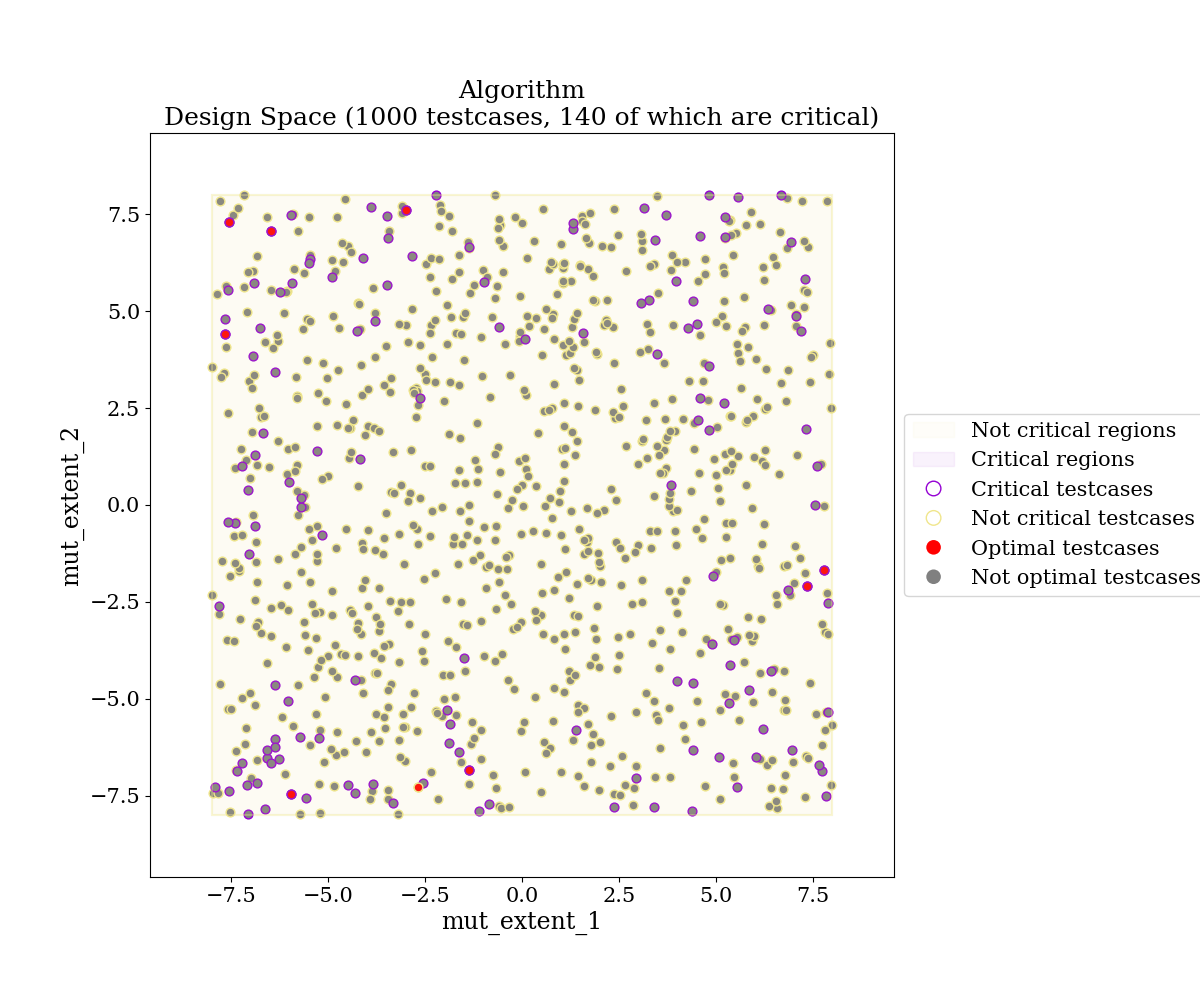 Algorithm
Design Space (1000 testcases, 140 of which are critical)
7.5
5.0
2.5
0.0
−2.5
−5.0
−7.5
mut_extent_2
−7.5 −5.0 −2.5 0.0 2.5 5.0 7.5
mut_extent_1
Not critical regions
Critical regions
Critical testcases
Not critical testcases
Optimal testcases
Not optimal testcases